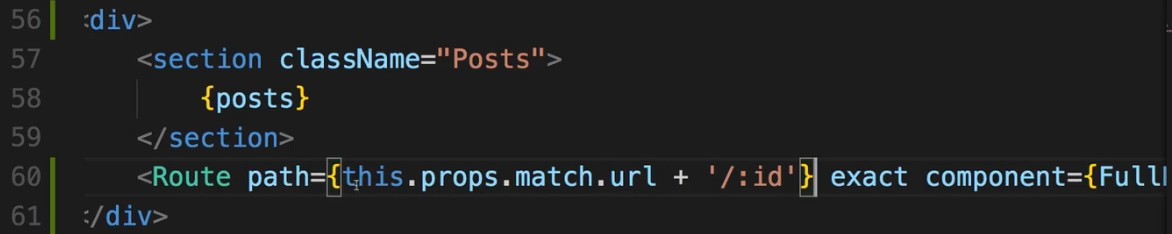 56 <div>
57 <section className="Posts">
58 {posts}
59 </section>
60 <Route path={this.props.match.url + '/:id'} exact component={Full
61 </div>